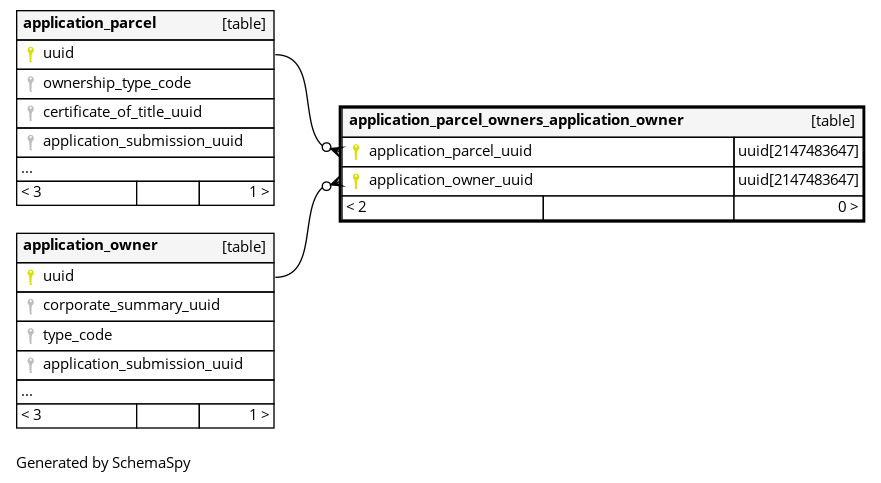 application_parcel [table]
uuid
ownership_type_code
certificate_of_title_uuid
application_submission_uuid
...
< 3 1 >
application_parcel_owners_application_owner [table]
application_parcel_uuid uuid[2147483647]
application_owner_uuid uuid[2147483647]
< 2 0 >
application_owner [table]
uuid
corporate_summary_uuid
type_code
application_submission_uuid
...
< 3 1 >
Generated by SchemaSpy